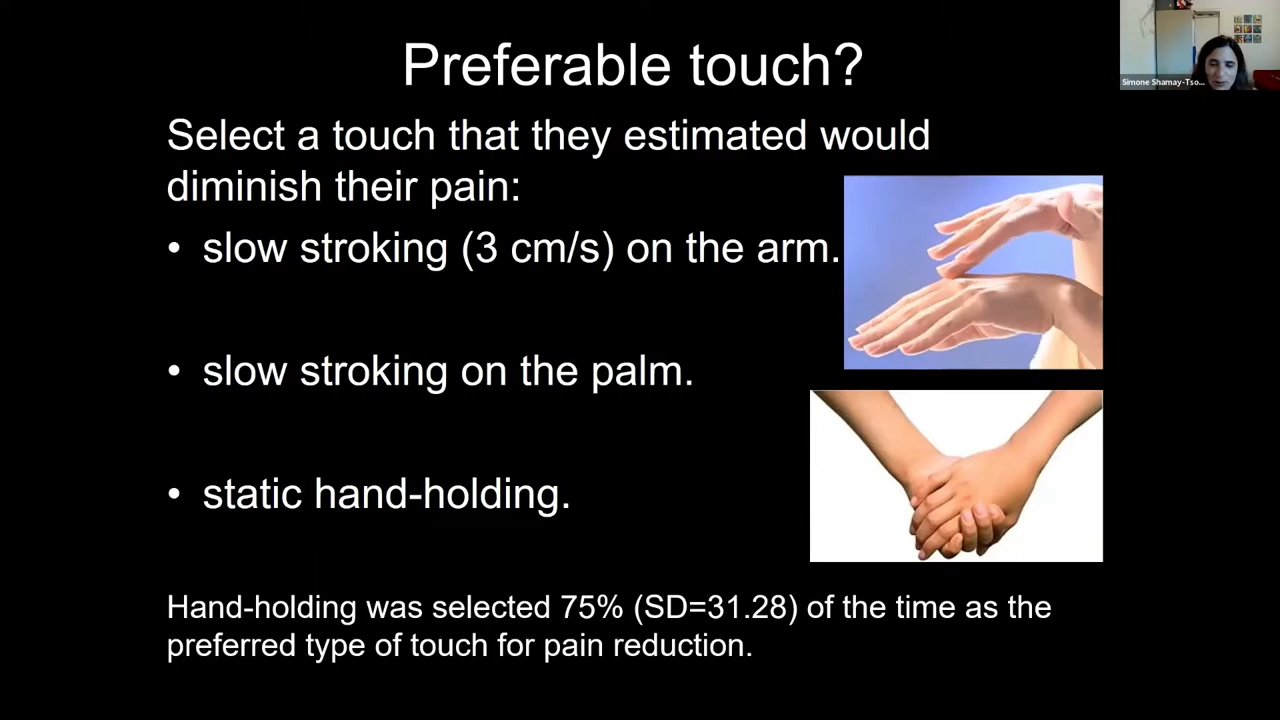 Preferable touch?
Simone Shamay-Tso...
Select a touch that they estimated would
diminish their pain:
• slow stroking (3 cm/s) on the arm.
• slow stroking on the palm.
• static hand-holding.
Hand-holding was selected 75% (SD=31.28) of the time as the
preferred type of touch for pain reduction.